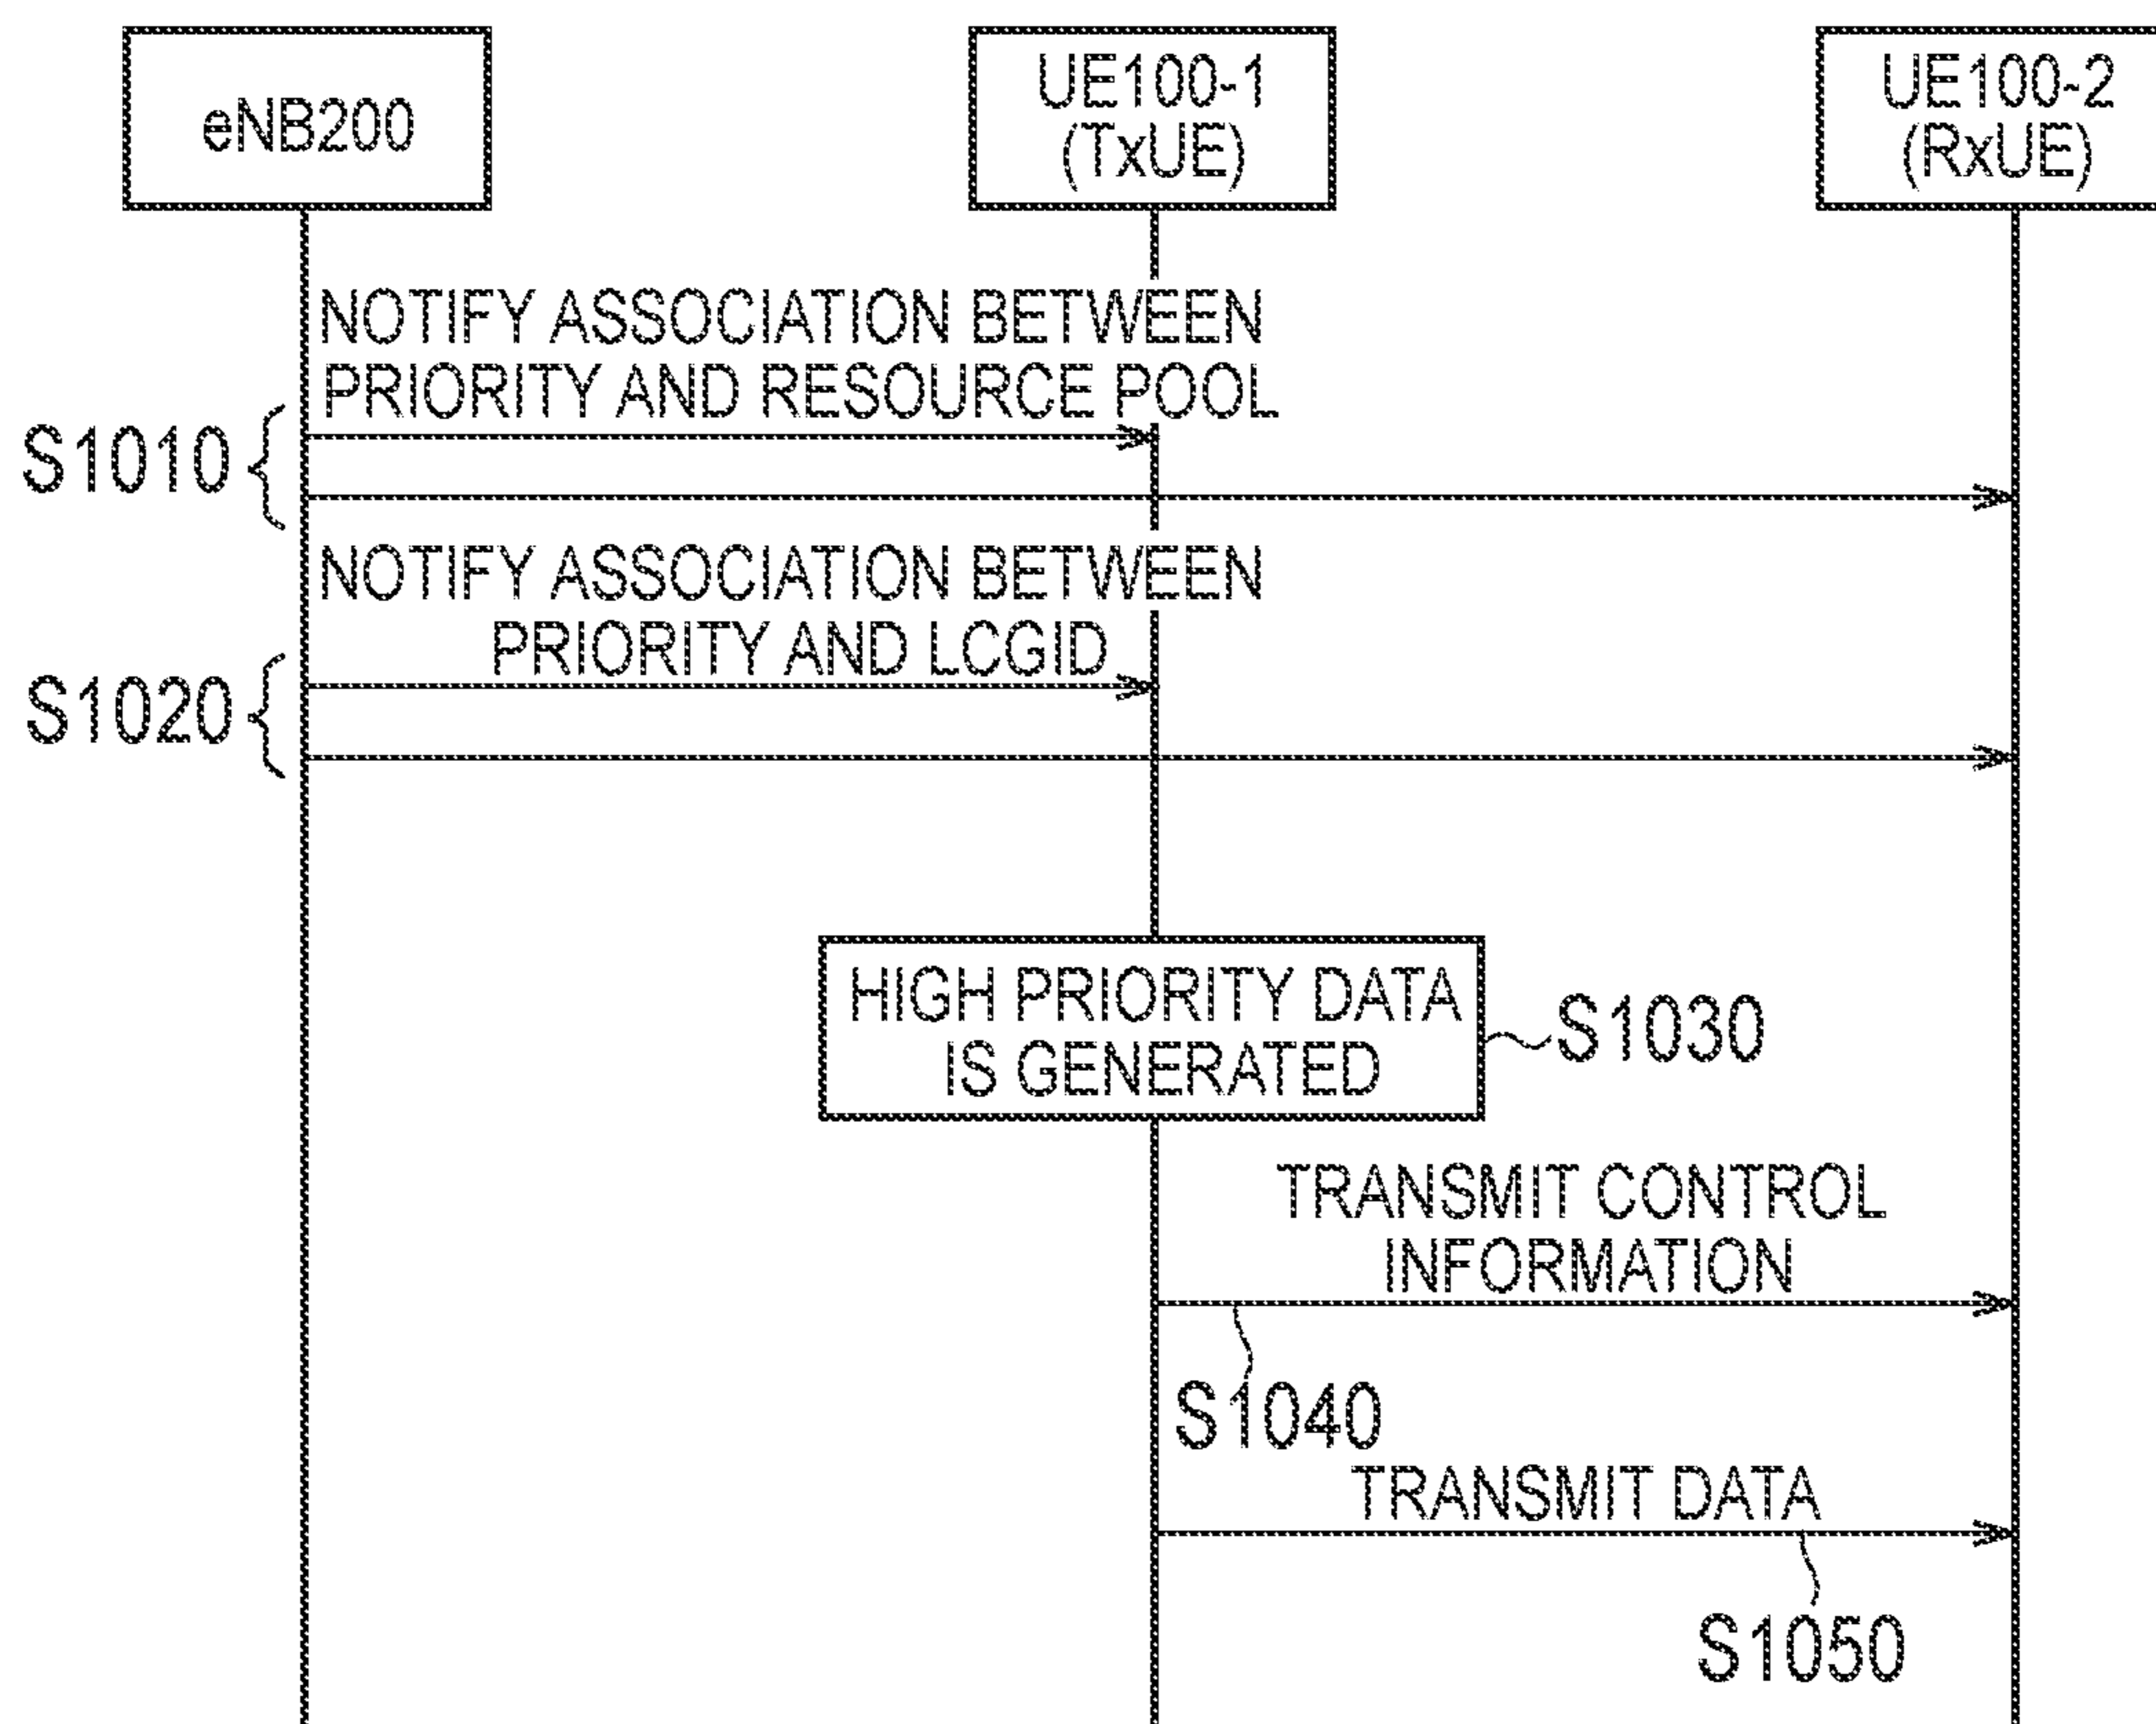 eNB200
UE100-1
(TxUE)
UE100-2
(RxUE)
NOTIFY ASSOCIATION BETWEEN
PRIORITY AND RESOURCE POOL
S1010
NOTIFY ASSOCIATION BETWEEN
PRIORITY AND LCGID
S1020
HIGH PRIORITY DATA
IS GENERATED
S1030
TRANSMIT CONTROL
INFORMATION
S1040
TRANSMIT DATA
S1050